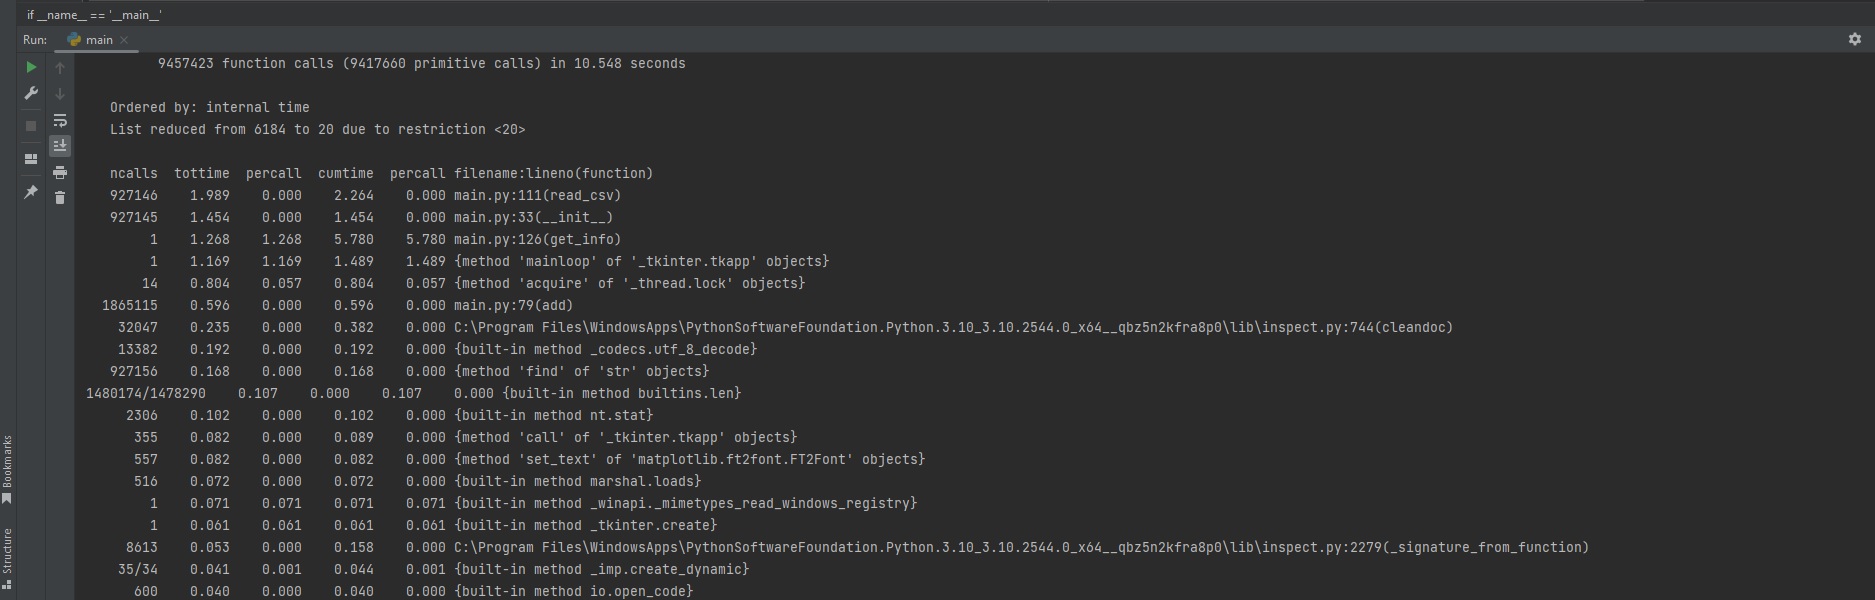 if __name__ == '__main__'
Run: main
9457423 function calls (9417660 primitive calls) in 10.548 seconds
Ordered by: internal time
List reduced from 6184 to 20 due to restriction <20>
ncalls tottime percall cumtime percall filename:lineno(function)
927146 1.989 0.000 2.264 0.000 main.py:111(read_csv)
927145 1.454 0.000 1.454 0.000 main.py:33(__init__)
1 1.268 1.268 5.780 5.780 main.py:126(get_info)
1 1.169 1.169 1.489 1.489 {method 'mainloop' of '_tkinter.tkapp' objects}
14 0.804 0.057 0.804 0.057 {method 'acquire' of '_thread.lock' objects}
1865115 0.596 0.000 0.596 0.000 main.py:79(add)
32047 0.235 0.000 0.382 0.000 C:\Program Files\WindowsApps\PythonSoftwareFoundation.Python.3.10_3.10.2544.0_x64__qbz5n2kfra8p0\lib\inspect.py:744(cleandoc)
13382 0.192 0.000 0.192 0.000 {built-in method _codecs.utf_8_decode}
927156 0.168 0.000 0.168 0.000 {method 'find' of 'str' objects}
1480174/1478290 0.107 0.000 0.107 0.000 {built-in method builtins.len}
2306 0.102 0.000 0.102 0.000 {built-in method nt.stat}
355 0.082 0.000 0.089 0.000 {method 'call' of '_tkinter.tkapp' objects}
557 0.082 0.000 0.082 0.000 {method 'set_text' of 'matplotlib.ft2font.FT2Font' objects}
516 0.072 0.000 0.072 0.000 {built-in method marshal.loads}
1 0.071 0.071 0.071 0.071 {built-in method _winapi._mimetypes_read_windows_registry}
1 0.061 0.061 0.061 0.061 {built-in method _tkinter.create}
8613 0.053 0.000 0.158 0.000 C:\Program Files\WindowsApps\PythonSoftwareFoundation.Python.3.10_3.10.2544.0_x64__qbz5n2kfra8p0\lib\inspect.py:2279(_signature_from_function)
35/34 0.041 0.001 0.044 0.001 {built-in method _imp.create_dynamic}
600 0.040 0.000 0.040 0.000 {built-in method io.open_code}
Bookmarks
Structure